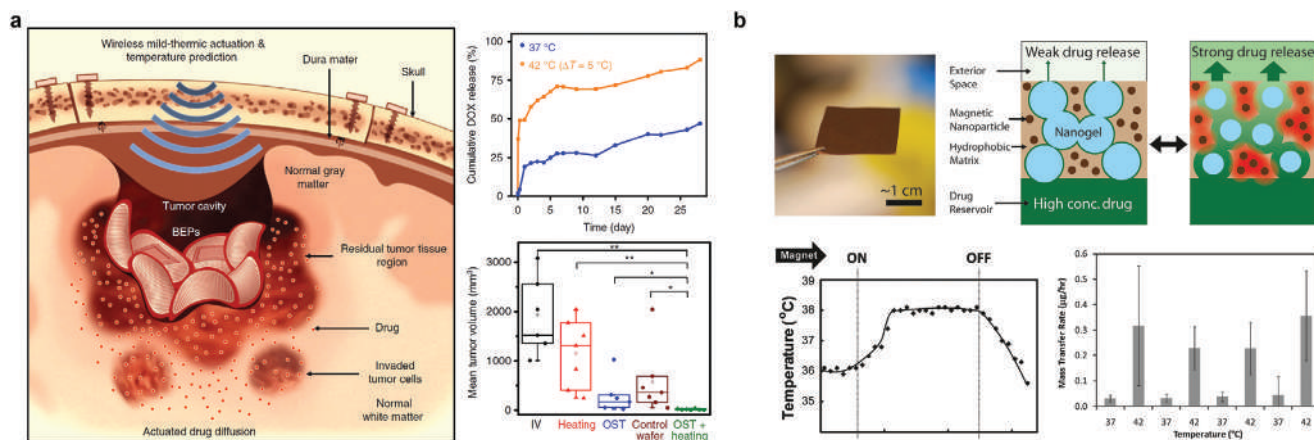 a
Wireless mild-thermic actuation &
temperature prediction
Dura mater
Skull
Normal gray
matter
Tumor cavity
BEPs
Residual tumor tissue
region
Drug
Invaded
tumor cells
Normal
white matter
Actuated drug diffusion
Cumulative DOX release (%)
100
75
50
25
0
37 °C
42 °C (ΔT = 5 °C)
0 5 10 15 20 25
Time (day)
Mean tumor volume (mm³)
3000
2000
1000
0
**
**
*
*
IV
Heating
OST
Control
wafer
OST +
heating
b
~1 cm
Weak drug release
Strong drug release
Exterior
Space
Magnetic
Nanoparticle
Nanogel
Hydrophobic
Matrix
Drug
Reservoir
High conc. drug
Magnet
ON
OFF
Temperature (°C)
39
38
37
36
35
Mass Transfer Rate (µg/hr)
0.6
0.5
0.4
0.3
0.2
0.1
0.0
37 42 37 42 37 42 37 42
Temperature (°C)